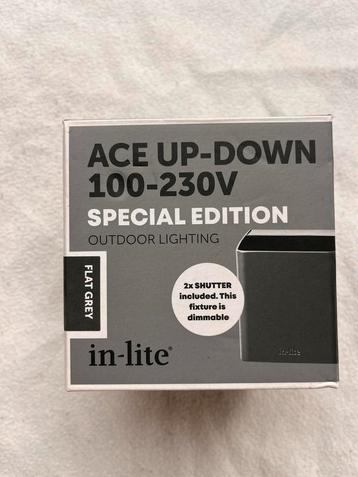 ACE UP-DOWN
100-230V
SPECIAL EDITION
OUTDOOR LIGHTING
FLAT GREY
2x SHUTTER
included. This
fixture is
dimmable
in-lite
in-lite®